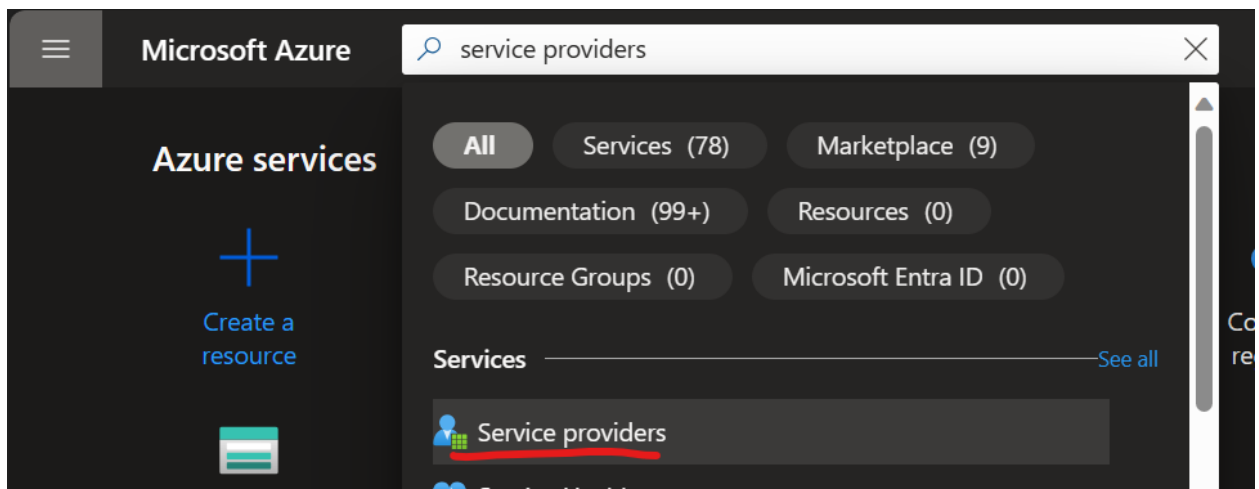 Microsoft Azure
service providers
Azure services
All
Services (78)
Marketplace (9)
Documentation (99+)
Resources (0)
Resource Groups (0)
Microsoft Entra ID (0)
Create a
resource
Services
See all
Service providers